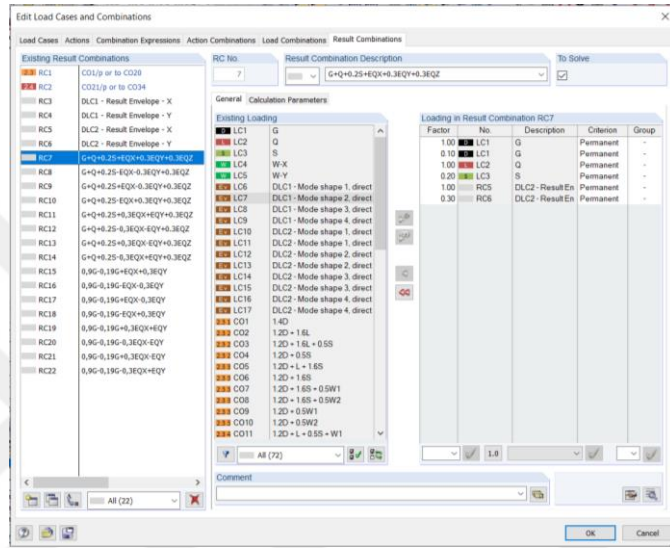 Edit Load Cases and Combinations
Load Cases Actions Combination Expressions Action Combinations Load Combinations Result Combinations
Existing Result Combinations
2.3 RC1 CO1/p or to CO20
2.4 RC2 CO21/p or to CO34
RC3 DLC1 - Result Envelope - X
RC4 DLC1 - Result Envelope - Y
RC5 DLC2 - Result Envelope - X
RC6 DLC2 - Result Envelope - Y
RC7 G+Q+0.2S+EQX+0.3EQY+0.3EQZ
RC8 G+Q+0.2S-EQX-0.3EQY+0.3EQZ
RC9 G+Q+0.2S+EQX-0.3EQY+0.3EQZ
RC10 G+Q+0.2S-EQX+0.3EQY+0.3EQZ
RC11 G+Q+0.2S+0,3EQX+EQY+0.3EQZ
RC12 G+Q+0.2S-0,3EQX-EQY+0.3EQZ
RC13 G+Q+0.2S+0,3EQX-EQY+0.3EQZ
RC14 G+Q+0.2S-0,3EQX+EQY+0.3EQZ
RC15 0,9G-0,19G+EQX+0,3EQY
RC16 0,9G-0,19G-EQX-0,3EQY
RC17 0,9G-0,19G+EQX-0,3EQY
RC18 0,9G-0,19G-EQX+0,3EQY
RC19 0,9G-0,19G+0,3EQX+EQY
RC20 0,9G-0,19G-0,3EQX-EQY
RC21 0,9G-0,19G+0,3EQX-EQY
RC22 0,9G-0,19G-0,3EQX+EQY
All (22)
RC No.
7
Result Combination Description
G+Q+0.2S+EQX+0.3EQY+0.3EQZ
To Solve
General Calculation Parameters
Existing Loading
D LC1 G
L LC2 Q
S LC3 S
W LC4 W-X
W LC5 W-Y
Ev LC6 DLC1 - Mode shape 1, direct
Ev LC7 DLC1 - Mode shape 2, direct
Ev LC8 DLC1 - Mode shape 3, direct
Ev LC9 DLC1 - Mode shape 4, direct
Ev LC10 DLC2 - Mode shape 1, direct
Ev LC11 DLC2 - Mode shape 1, direct
Ev LC12 DLC2 - Mode shape 2, direct
Ev LC13 DLC2 - Mode shape 2, direct
Ev LC14 DLC2 - Mode shape 3, direct
Ev LC15 DLC2 - Mode shape 3, direct
Ev LC16 DLC2 - Mode shape 4, direct
Ev LC17 DLC2 - Mode shape 4, direct
CO1 1.4D
CO2 1.2D + 1.6L
CO3 1.2D + 1.6L + 0.5S
CO4 1.2D + 0.5S
CO5 1.2D + L + 1.6S
CO6 1.2D + 1.6S
CO7 1.2D + 1.6S + 0.5W1
CO8 1.2D + 1.6S + 0.5W2
CO9 1.2D + 0.5W1
CO10 1.2D + 0.5W2
CO11 1.2D + L + 0.5S + W1
All (72)
Loading in Result Combination RC7
Factor No. Description Criterion Group
1.00 D LC1 G Permanent -
0.10 D LC1 G Permanent -
1.00 L LC2 Q Permanent -
0.20 S LC3 S Permanent -
1.00 RC5 DLC2 - Result En Permanent -
0.30 RC6 DLC2 - Result En Permanent -
1.0
Comment
OK Cancel